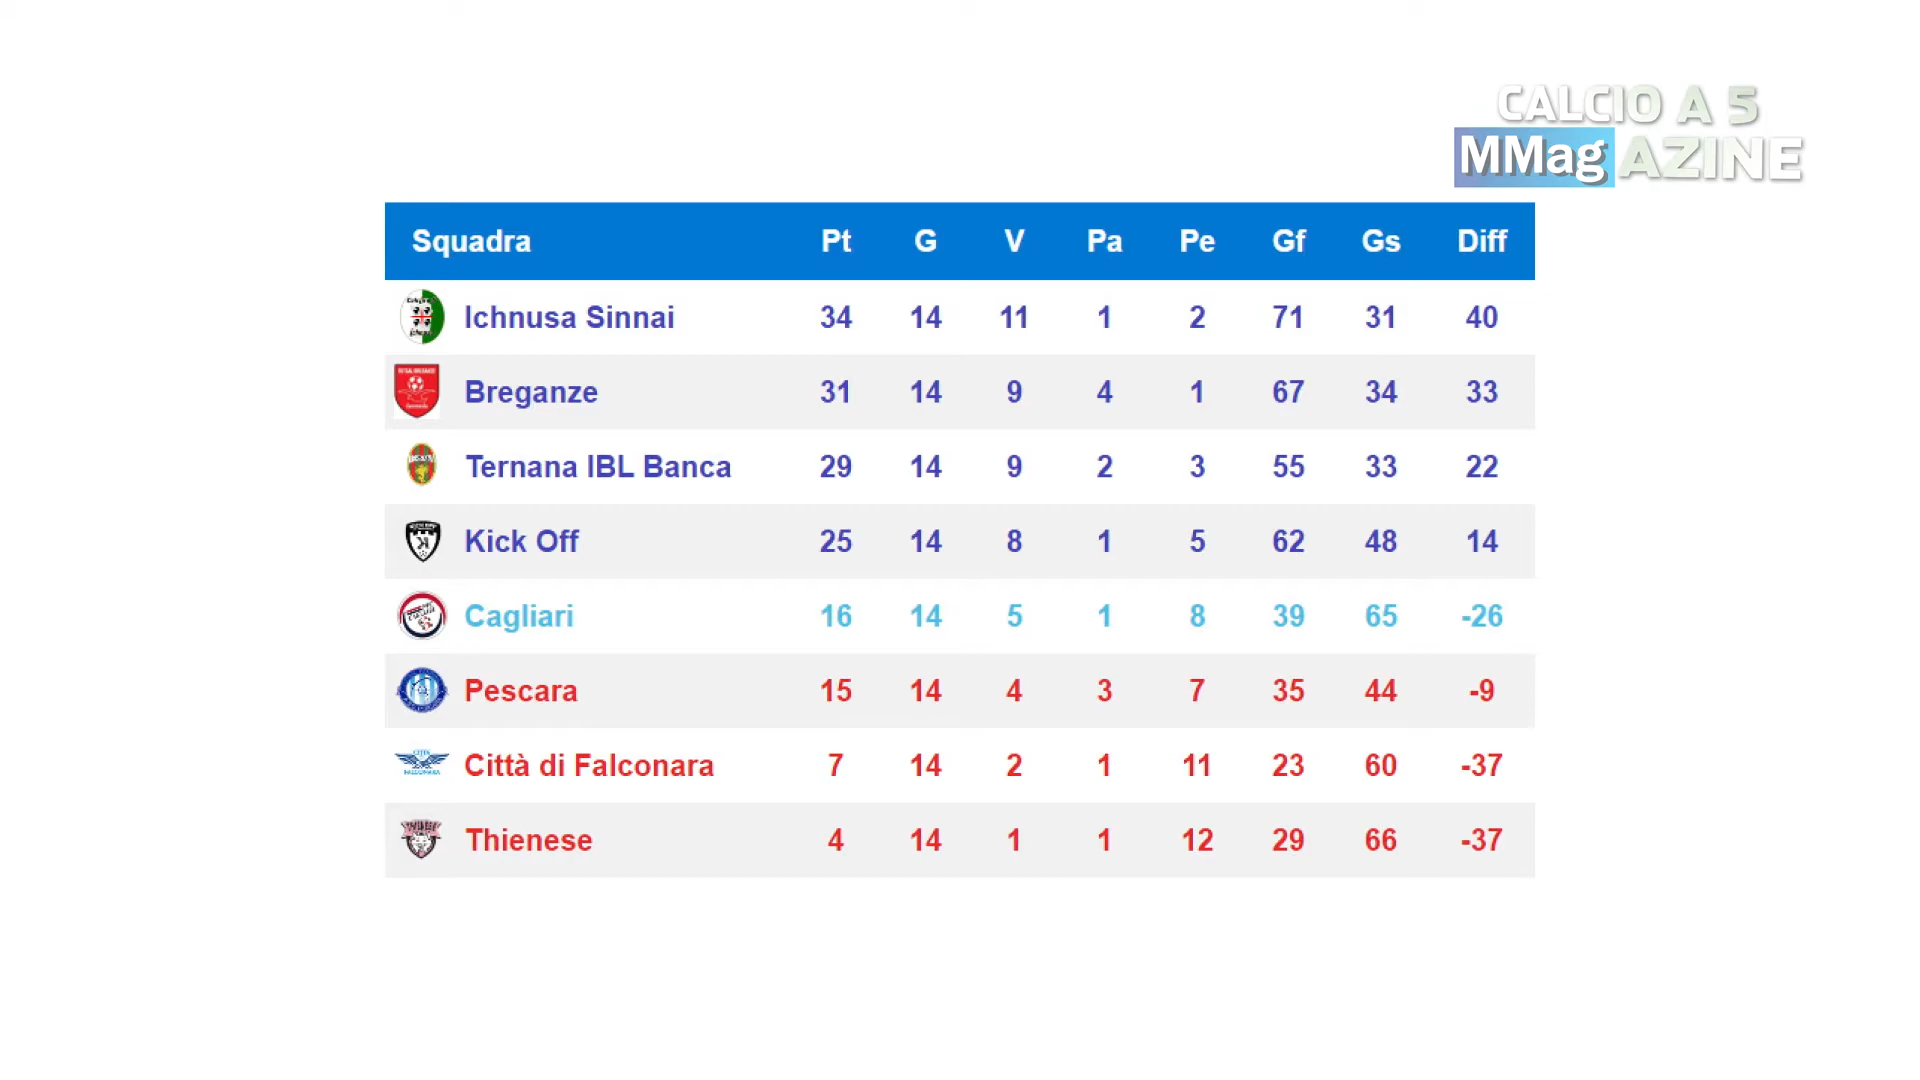 CALCIO A 5
MMagAZINE
Squadra Pt G V Pa Pe Gf Gs Diff
Ichnusa Sinnai 34 14 11 1 2 71 31 40
Breganze 31 14 9 4 1 67 34 33
Ternana IBL Banca 29 14 9 2 3 55 33 22
Kick Off 25 14 8 1 5 62 48 14
Cagliari 16 14 5 1 8 39 65 -26
Pescara 15 14 4 3 7 35 44 -9
Città di Falconara 7 14 2 1 11 23 60 -37
Thienese 4 14 1 1 12 29 66 -37